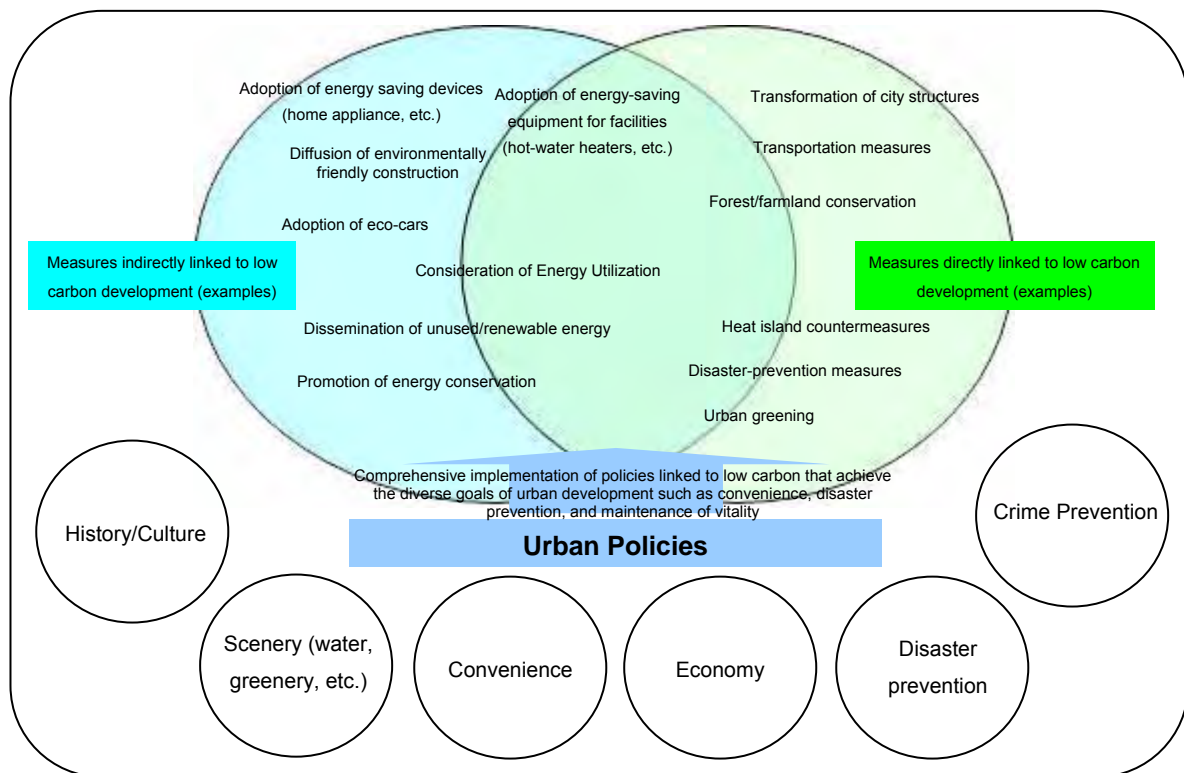 Adoption of energy saving devices
(home appliance, etc.)
Adoption of energy-saving
equipment for facilities
(hot-water heaters, etc.)
Transformation of city structures
Diffusion of environmentally
friendly construction
Transportation measures
Adoption of eco-cars
Forest/farmland conservation
Measures indirectly linked to low
carbon development (examples)
Consideration of Energy Utilization
Measures directly linked to low carbon
development (examples)
Dissemination of unused/renewable energy
Heat island countermeasures
Promotion of energy conservation
Disaster-prevention measures
Urban greening
Comprehensive implementation of policies linked to low carbon that achieve
the diverse goals of urban development such as convenience, disaster
prevention, and maintenance of vitality
Urban Policies
History/Culture
Scenery (water,
greenery, etc.)
Convenience
Economy
Disaster
prevention
Crime Prevention